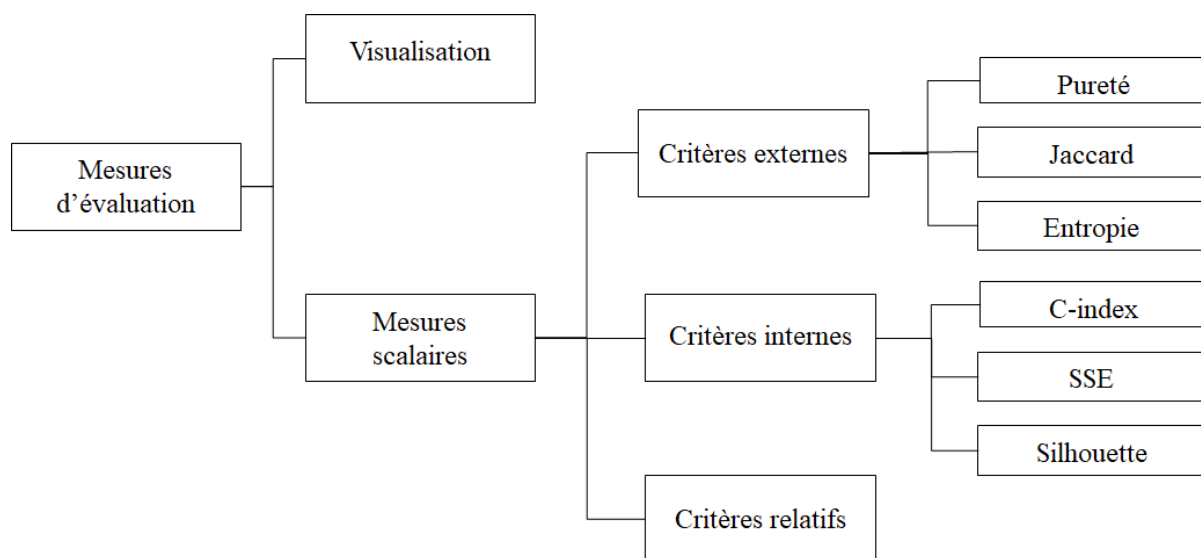 Visualisation
Mesures
d’évaluation
Mesures
scalaires
Critères externes
Critères internes
Critères relatifs
Pureté
Jaccard
Entropie
C-index
SSE
Silhouette